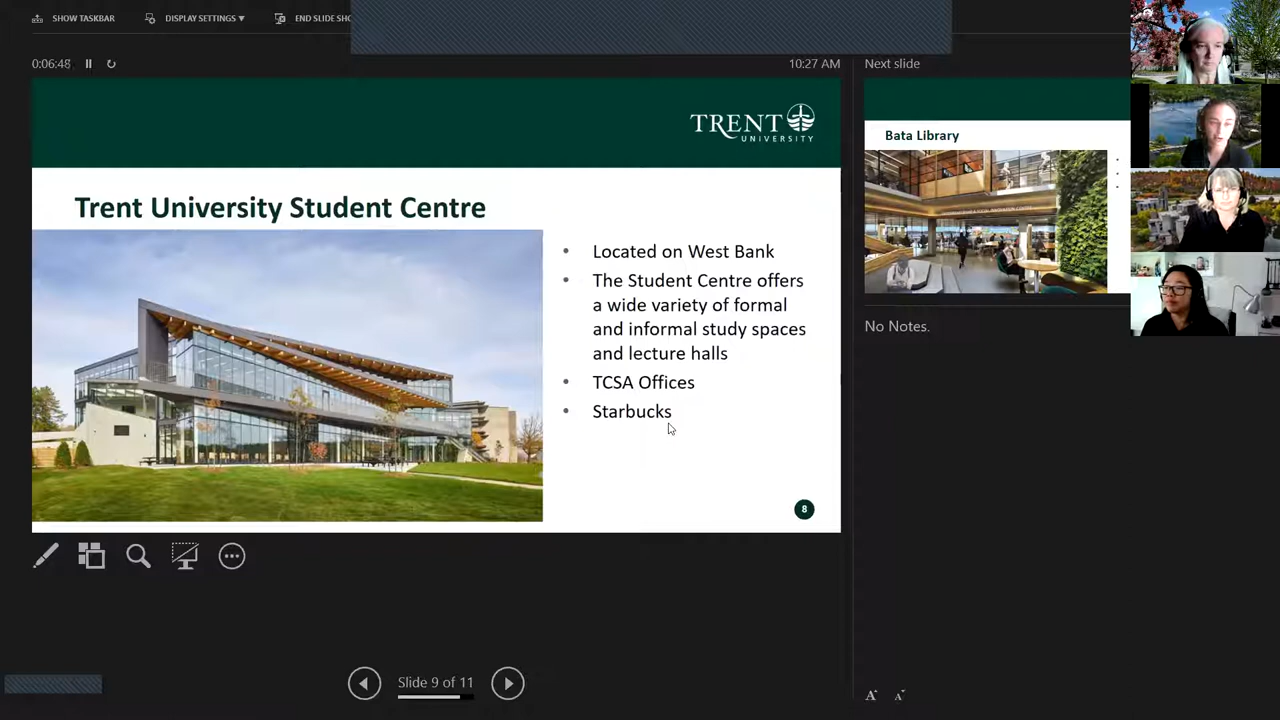 SHOW TASKBAR
DISPLAY SETTINGS ▼
END SLIDE SHO
0:06:48
10:27 AM
Next slide
TRENT
UNIVERSITY
Trent University Student Centre
• Located on West Bank
• The Student Centre offers
a wide variety of formal
and informal study spaces
and lecture halls
• TCSA Offices
• Starbucks
8
Bata Library
No Notes.
Slide 9 of 11
A A